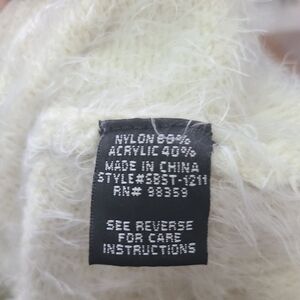 NYLON 60%
ACRYLIC 40%
MADE IN CHINA
STYLE#SBST-1211
RN# 98359
SEE REVERSE
FOR CARE
INSTRUCTIONS